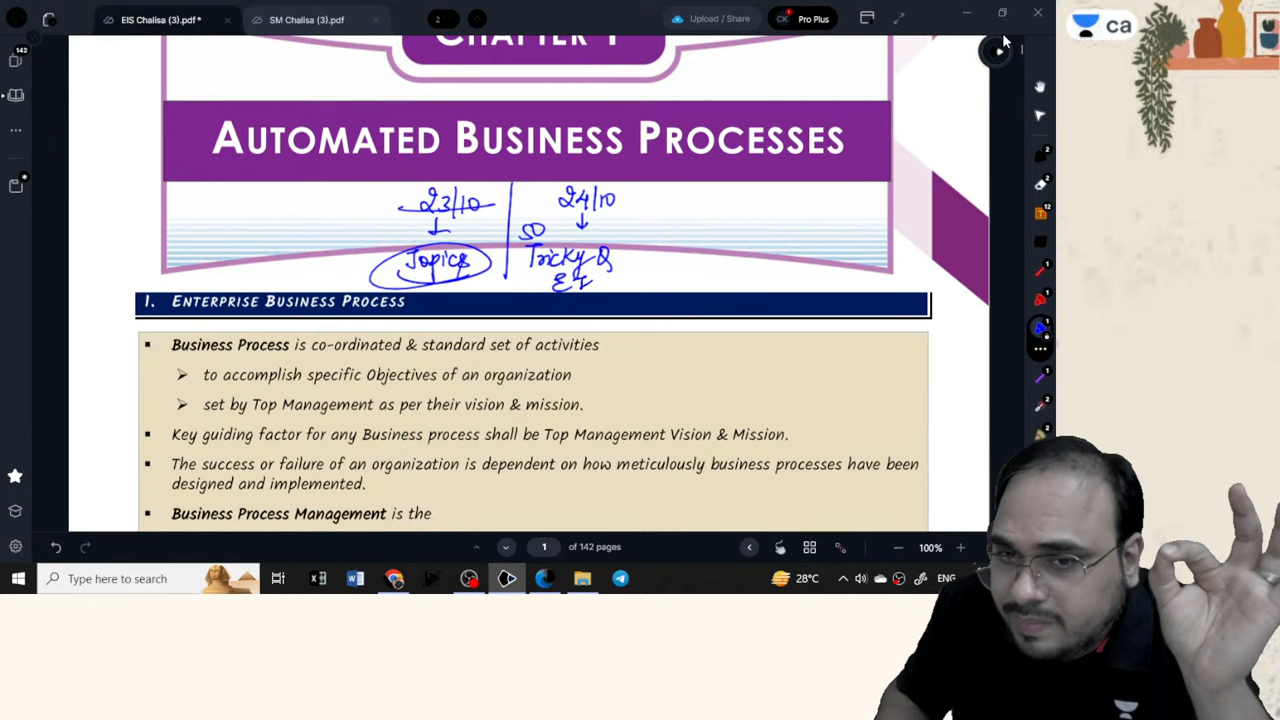 EIS Chalisa (3).pdf *
SM Chalisa (3).pdf
2
Upload / Share
CK
Pro Plus
ca
142
CHAPTER 1
AUTOMATED BUSINESS PROCESSES
23/10
24/10
50
Topics
Tricky Q
1. ENTERPRISE BUSINESS PROCESS
Business Process is co-ordinated & standard set of activities
to accomplish specific Objectives of an organization
set by Top Management as per their vision & mission.
Key guiding factor for any Business process shall be Top Management Vision & Mission.
The success or failure of an organization is dependent on how meticulously business processes have been
designed and implemented.
Business Process Management is the
1 of 142 pages
100%
Type here to search
28°C
ENG